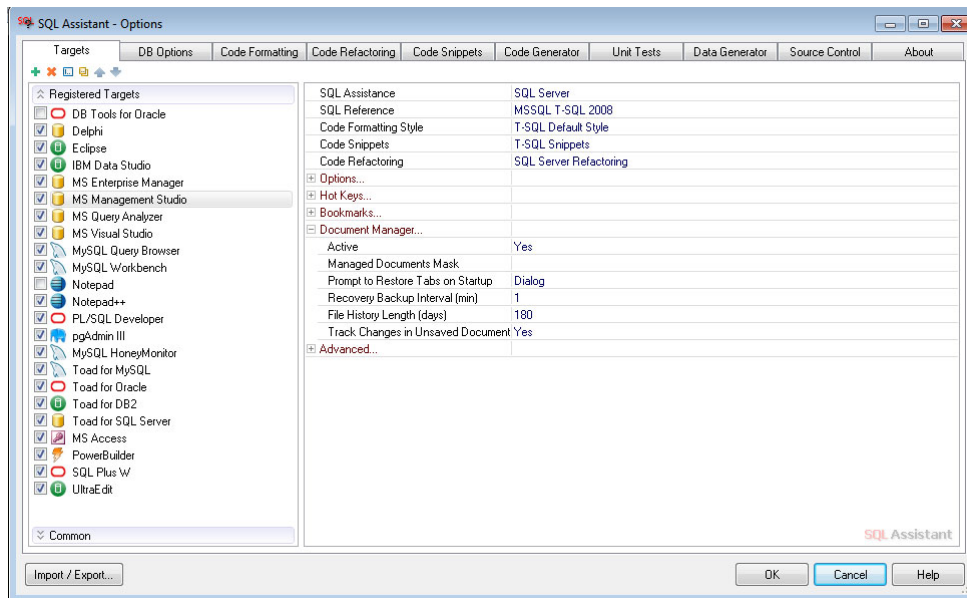 SQL Assistant - Options
Targets DB Options Code Formatting Code Refactoring Code Snippets Code Generator Unit Tests Data Generator Source Control About
Registered Targets
DB Tools for Oracle
Delphi
Eclipse
IBM Data Studio
MS Enterprise Manager
MS Management Studio
MS Query Analyzer
MS Visual Studio
MySQL Query Browser
MySQL Workbench
Notepad
Notepad++
PL/SQL Developer
pgAdmin III
MySQL HoneyMonitor
Toad for MySQL
Toad for Oracle
Toad for DB2
Toad for SQL Server
MS Access
PowerBuilder
SQL Plus W
UltraEdit
Common
SQL Assistance SQL Server
SQL Reference MSSQL T-SQL 2008
Code Formatting Style T-SQL Default Style
Code Snippets T-SQL Snippets
Code Refactoring SQL Server Refactoring
Options...
Hot Keys...
Bookmarks...
Document Manager...
Active Yes
Managed Documents Mask
Prompt to Restore Tabs on Startup Dialog
Recovery Backup Interval (min) 1
File History Length (days) 180
Track Changes in Unsaved Document Yes
Advanced...
SQL Assistant
Import / Export... OK Cancel Help